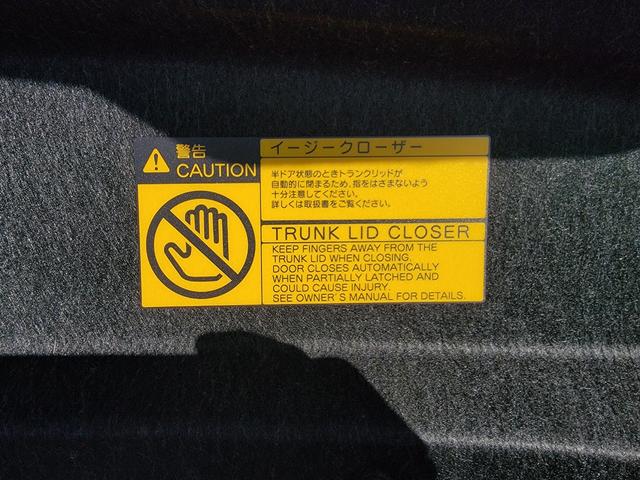 警告
CAUTION
イージークローザー
半ドア状態のときトランクリッドが
自動的に閉まるため、指をはさまないよう
十分注意してください。
詳しくは取扱書をご覧ください。
TRUNK LID CLOSER
KEEP FINGERS AWAY FROM THE
TRUNK LID WHEN CLOSING.
DOOR CLOSES AUTOMATICALLY
WHEN PARTIALLY LATCHED AND
COULD CAUSE INJURY.
SEE OWNER'S MANUAL FOR DETAILS.